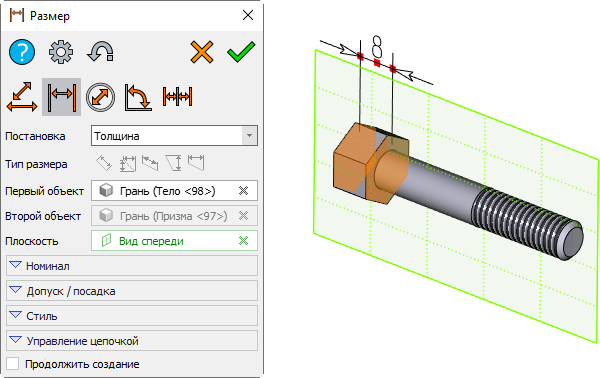 Размер
Постановка Толщина
Тип размера
Первый объект Грань (Тело <98>)
Второй объект Грань (Призма <97>)
Плоскость Вид спереди
Номинал
Допуск / посадка
Стиль
Управление цепочкой
Продолжить создание
8